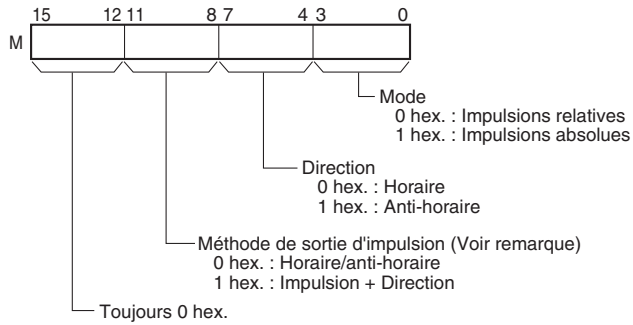 15 12 11 8 7 4 3 0
M
Mode
0 hex. : Impulsions relatives
1 hex. : Impulsions absolues
Direction
0 hex. : Horaire
1 hex. : Anti-horaire
Méthode de sortie d'impulsion (Voir remarque)
0 hex. : Horaire/anti-horaire
1 hex. : Impulsion + Direction
Toujours 0 hex.